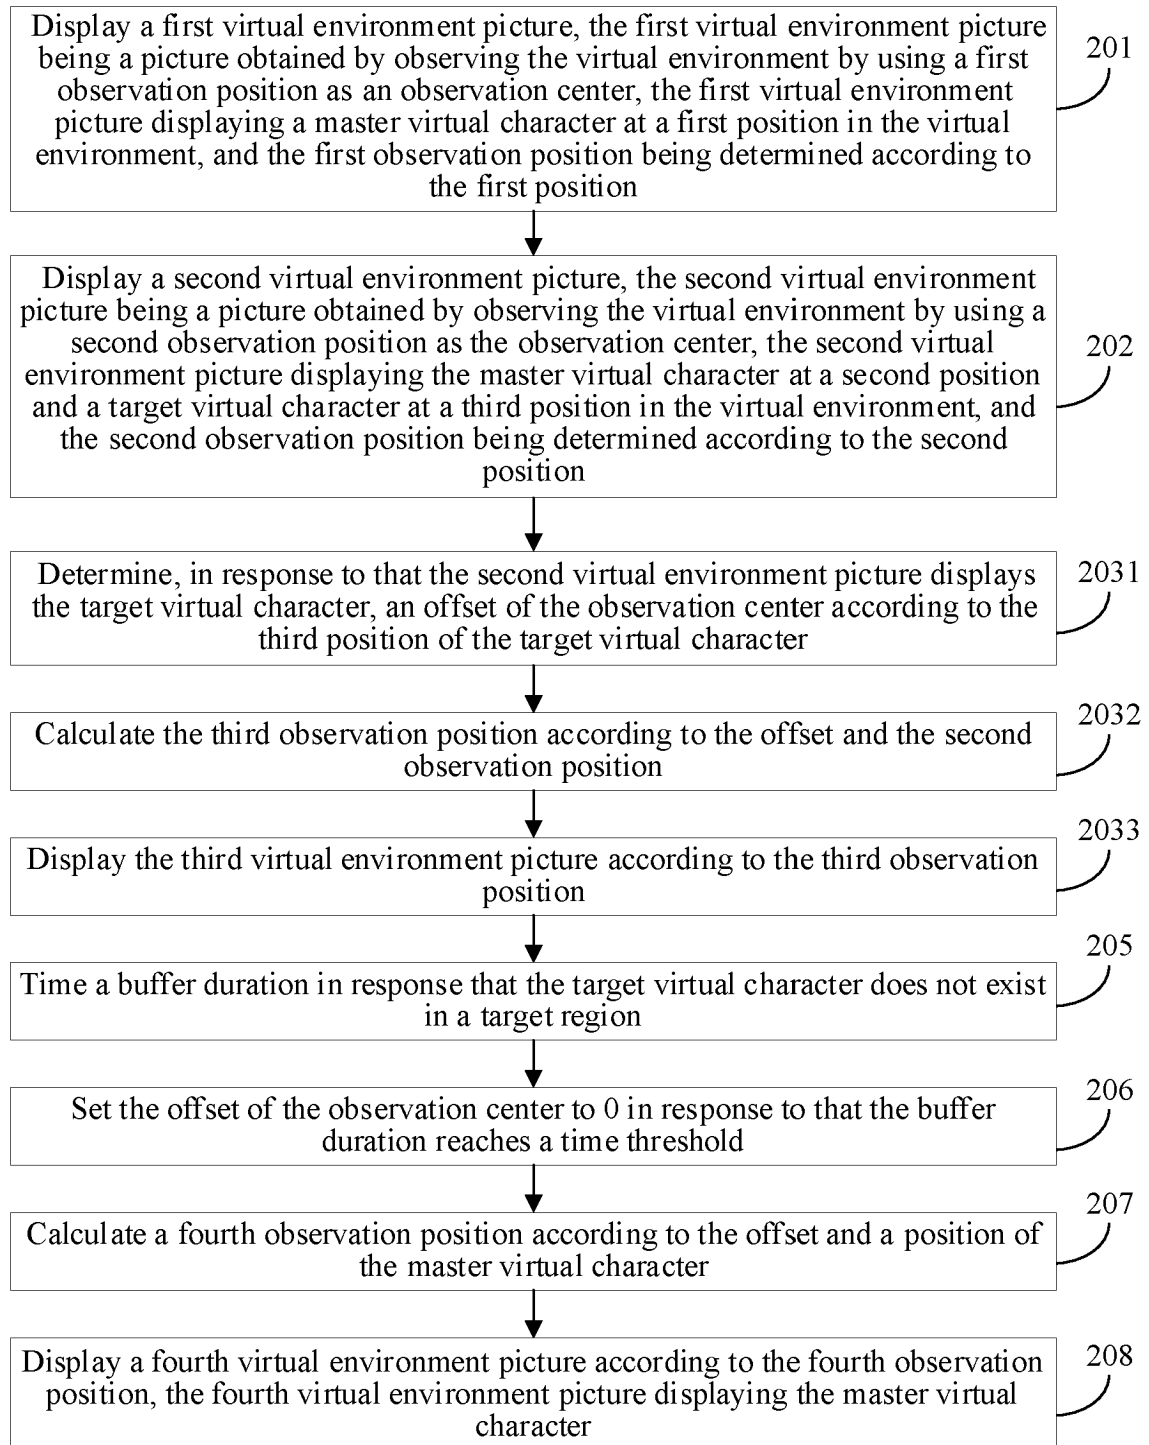 Display a first virtual environment picture, the first virtual environment picture
being a picture obtained by observing the virtual environment by using a first
observation position as an observation center, the first virtual environment
picture displaying a master virtual character at a first position in the virtual
environment, and the first observation position being determined according to
the first position
201
Display a second virtual environment picture, the second virtual environment
picture being a picture obtained by observing the virtual environment by using a
second observation position as the observation center, the second virtual
environment picture displaying the master virtual character at a second position
and a target virtual character at a third position in the virtual environment, and
the second observation position being determined according to the second
position
202
Determine, in response to that the second virtual environment picture displays
the target virtual character, an offset of the observation center according to the
third position of the target virtual character
2031
Calculate the third observation position according to the offset and the second
observation position
2032
Display the third virtual environment picture according to the third observation
position
2033
Time a buffer duration in response that the target virtual character does not exist
in a target region
205
Set the offset of the observation center to 0 in response to that the buffer
duration reaches a time threshold
206
Calculate a fourth observation position according to the offset and a position of
the master virtual character
207
Display a fourth virtual environment picture according to the fourth observation
position, the fourth virtual environment picture displaying the master virtual
character
208